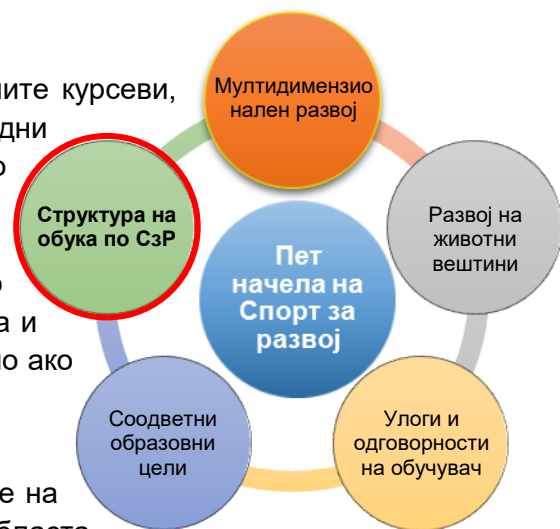 ите курсеви,
дни
о
а и
о ако
е на
Мултидимензио
нален развој
Структура на
обука по СзР
Развој на
животни
вештини
Пет
начела на
Спорт за
развој
Соодветни
образовни
цели
Улоги и
одговорности
на обучувач